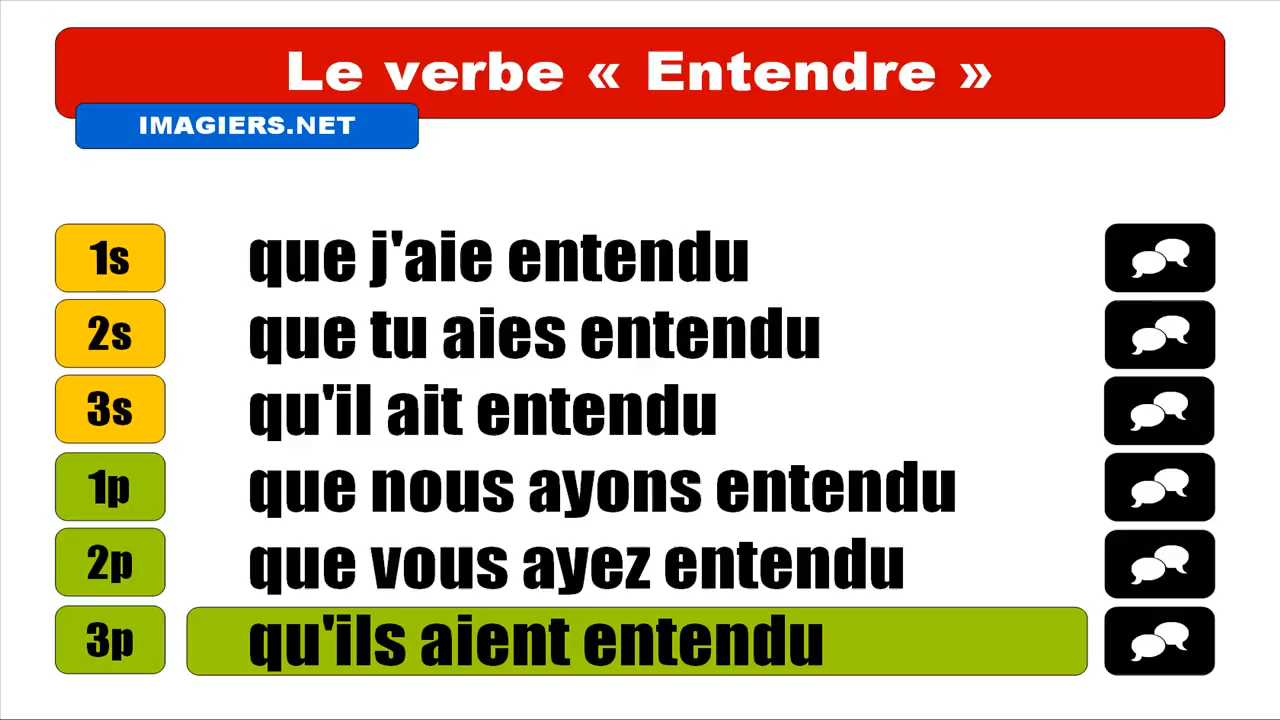 Le verbe « Entendre »
IMAGIERS.NET
1s que j'aie entendu
2s que tu aies entendu
3s qu'il ait entendu
1p que nous ayons entendu
2p que vous ayez entendu
3p qu'ils aient entendu